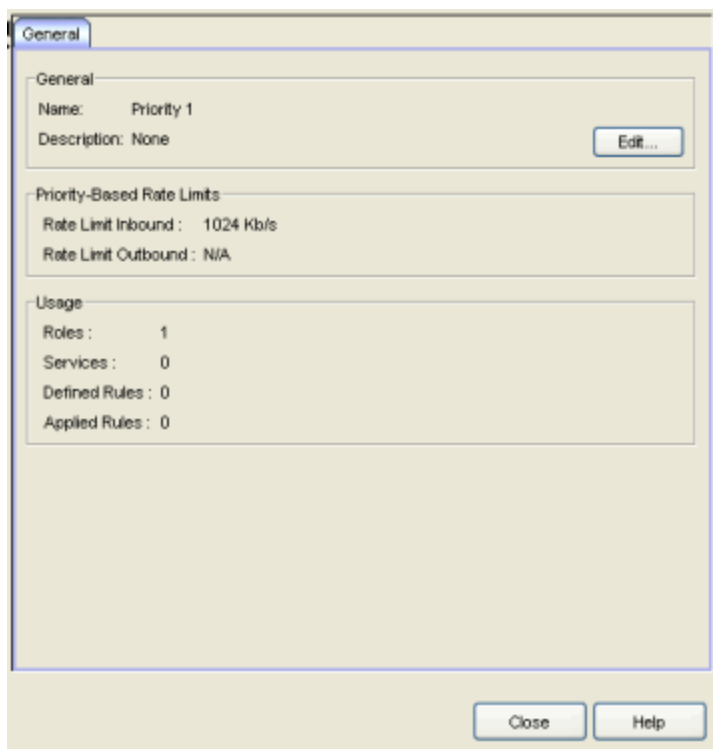 General
General
Name: Priority 1
Description: None
Edit...
Priority-Based Rate Limits
Rate Limit Inbound : 1024 Kb/s
Rate Limit Outbound : N/A
Usage
Roles : 1
Services : 0
Defined Rules : 0
Applied Rules : 0
Close Help